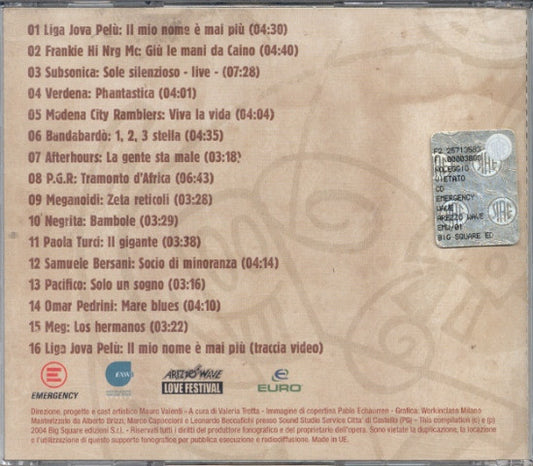 01 Liga Jova Pelù: Il mio nome è mai più (04:30)
02 Frankie Hi Nrg Mc: Giù le mani da Caino (04:40)
03 Subsonica: Sole silenzioso - live - (07:28)
04 Verdena: Phantastica (04:01)
05 Modena City Ramblers: Viva la vida (04:04)
06 Bandabardò: 1, 2, 3 stella (04:35)
07 Afterhours: La gente sta male (03:18)
08 P.G.R: Tramonto d'Africa (06:43)
09 Meganoidi: Zeta reticoli (03:28)
10 Negrita: Bambole (03:29)
11 Paola Turci: Il gigante (03:38)
12 Samuele Bersani: Socio di minoranza (04:14)
13 Pacifico: Solo un sogno (03:16)
14 Omar Pedrini: Mare blues (04:10)
15 Meg: Los hermanos (03:22)
16 Liga Jova Pelù: Il mio nome è mai più (traccia video)
NOLEGGIO
VIETATO
CD
EMERGENCY
WAVE
AREZZO WAVE
EMW/01
BIG SQUARE ED
EMERGENCY
AREZZO WAVE
LOVE FESTIVAL
EURO
Direzione, progetto e cast artistico Mauro Valenti - A cura di Valeria Trotta - Immagine di copertina Pablo Echaurren - Grafica: Workinclass Milano
Masterizzato da Alberto Brizzi, Marco Capaccioni e Leonardo Beccafichi presso Sound Studio Service Citta' di Castello (PG) - This compilation (c) e (p)
2004 Big Square edizioni S.r.l. - Riservati tutti i diritti del produttore fonografico e del proprietario dell'opera. Sono vietate la duplicazione, la locazione
e l'utilizzazione di questo supporto fonografico per pubblica esecuzione e radiodiffusione. Made in UE.